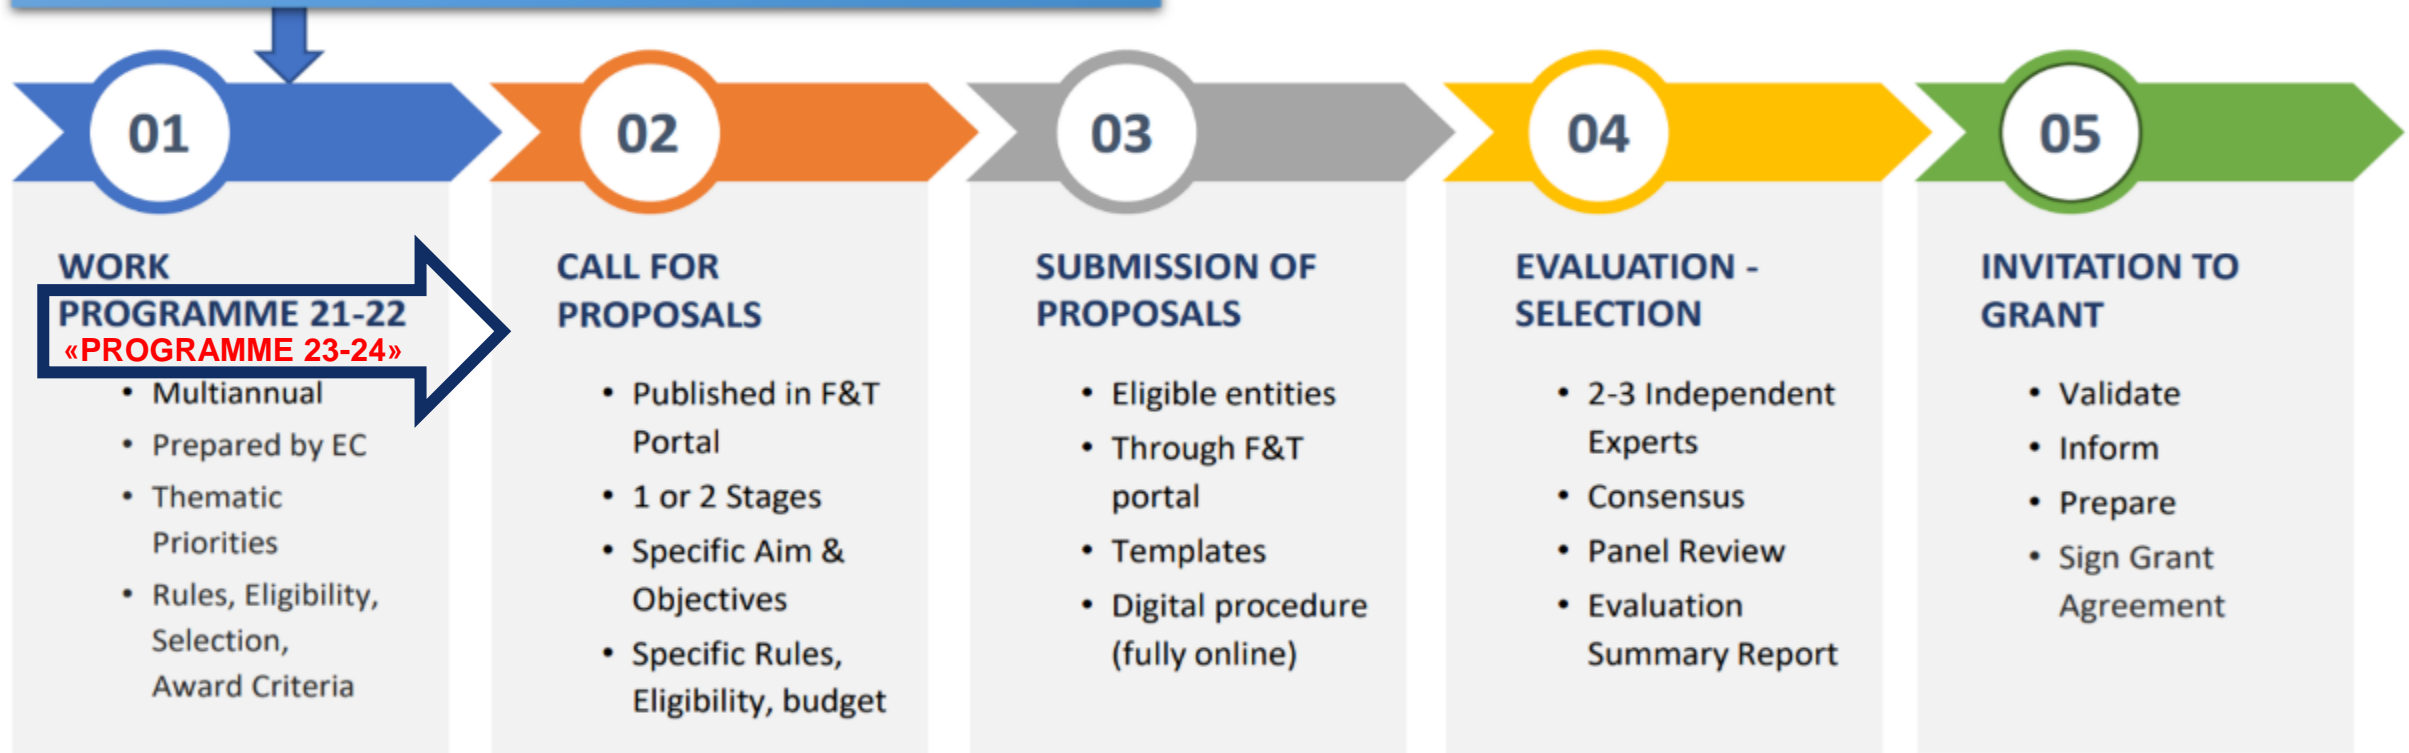 01
WORK
PROGRAMME 21-22
«PROGRAMME 23-24»
• Multiannual
• Prepared by EC
• Thematic
Priorities
• Rules, Eligibility,
Selection,
Award Criteria
02
CALL FOR
PROPOSALS
• Published in F&T
Portal
• 1 or 2 Stages
• Specific Aim &
Objectives
• Specific Rules,
Eligibility, budget
03
SUBMISSION OF
PROPOSALS
• Eligible entities
• Through F&T
portal
• Templates
• Digital procedure
(fully online)
04
EVALUATION -
SELECTION
• 2-3 Independent
Experts
• Consensus
• Panel Review
• Evaluation
Summary Report
05
INVITATION TO
GRANT
• Validate
• Inform
• Prepare
• Sign Grant
Agreement